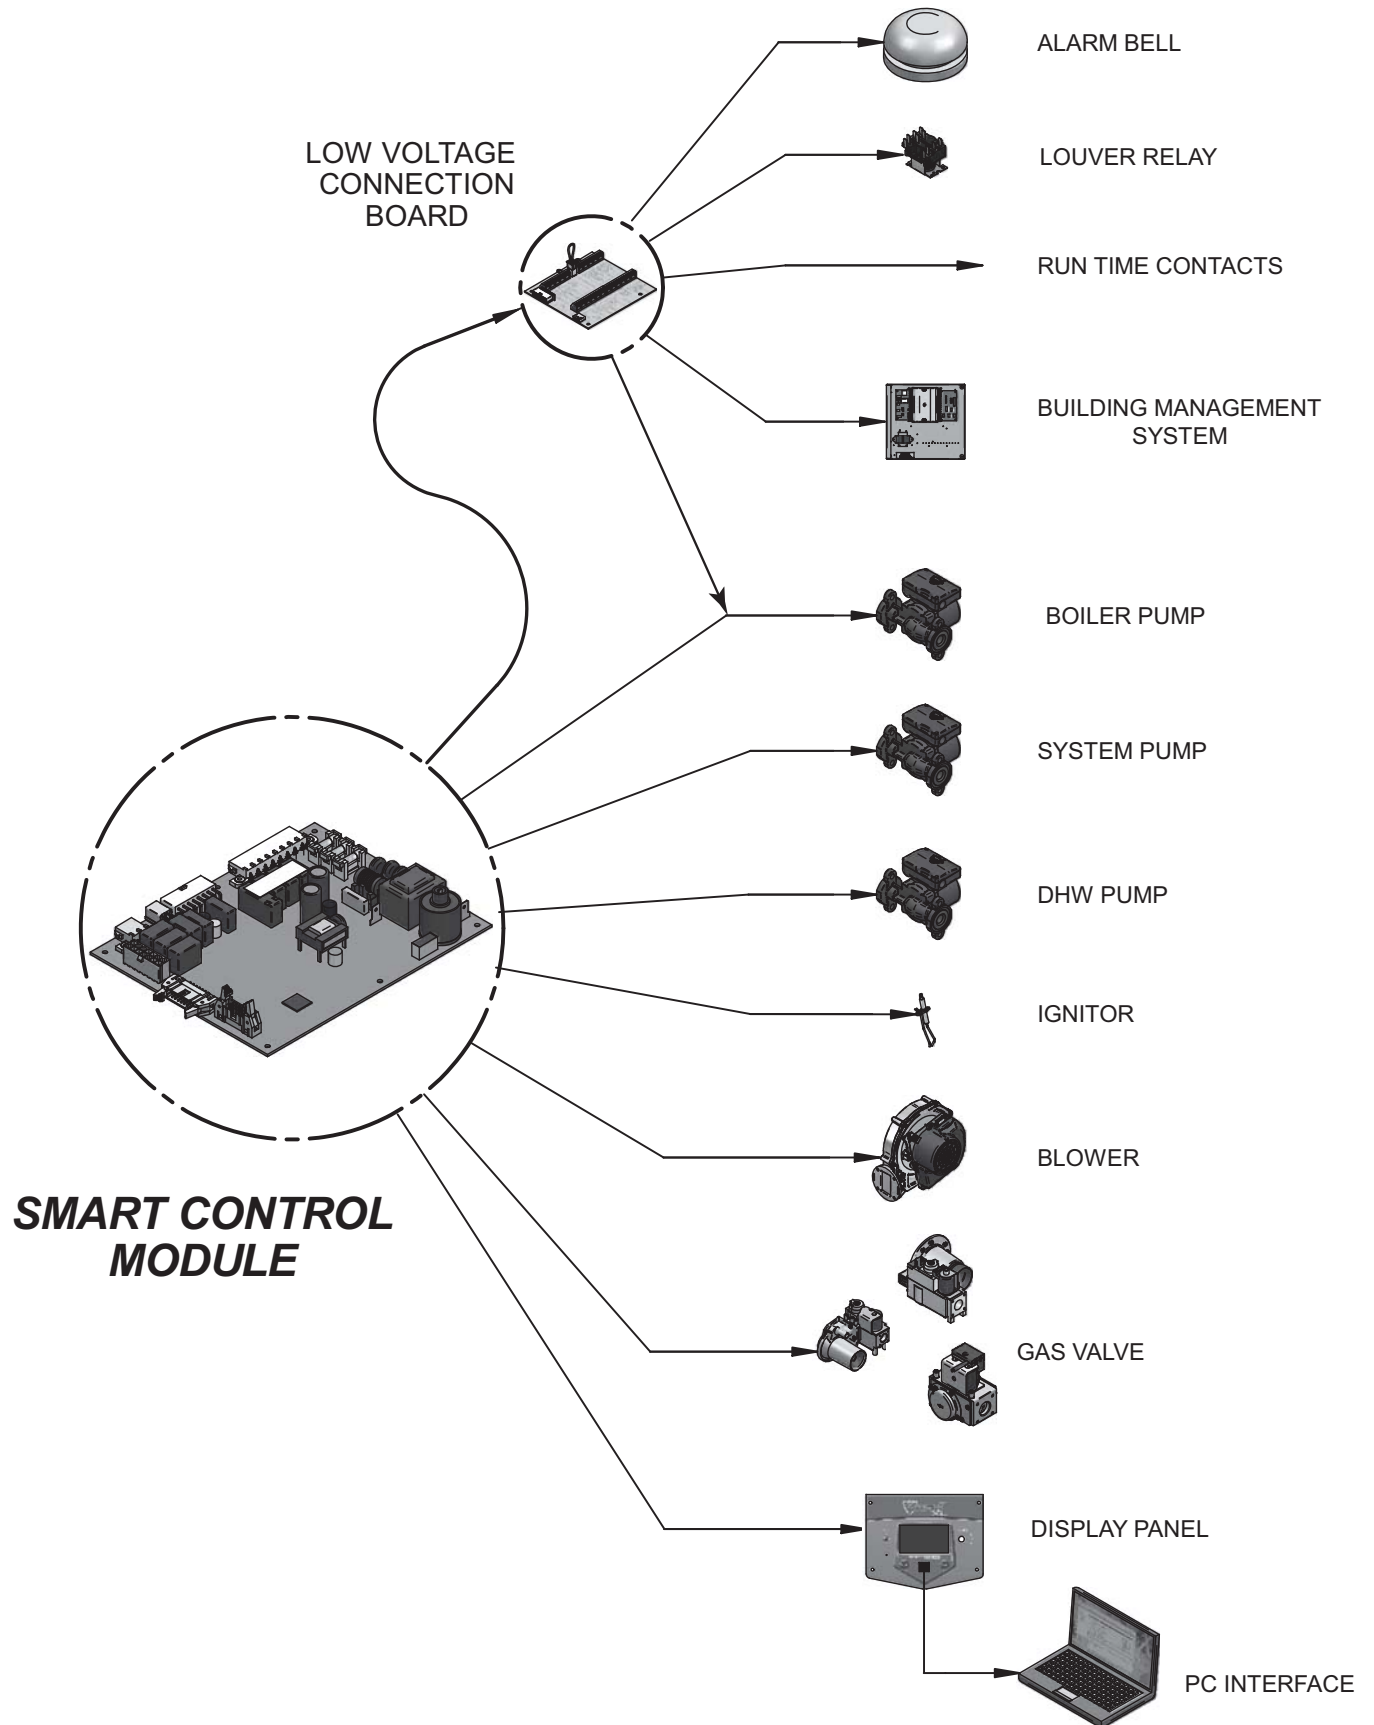 ALARM BELL
LOW VOLTAGE
CONNECTION
BOARD
LOUVER RELAY
RUN TIME CONTACTS
BUILDING MANAGEMENT
SYSTEM
BOILER PUMP
SYSTEM PUMP
DHW PUMP
IGNITOR
BLOWER
SMART CONTROL
MODULE
GAS VALVE
DISPLAY PANEL
PC INTERFACE